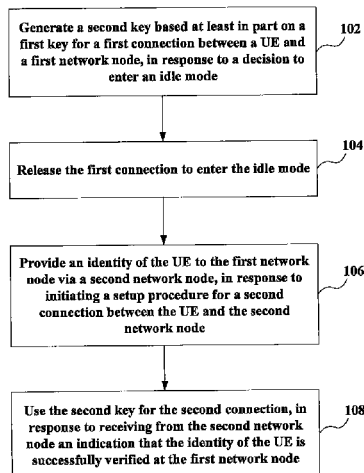 Generate a second key based at least in part on a
first key for a first connection between a UE and
a first network node, in response to a decision to
enter an idle mode
102
Release the first connection to enter the idle mode
104
Provide an identity of the UE to the first network
node via a second network node, in response to
initiating a setup procedure for a second
connection between the UE and the second
network node
106
Use the second key for the second connection, in
response to receiving from the second network
node an indication that the identity of the UE is
successfully verified at the first network node
108